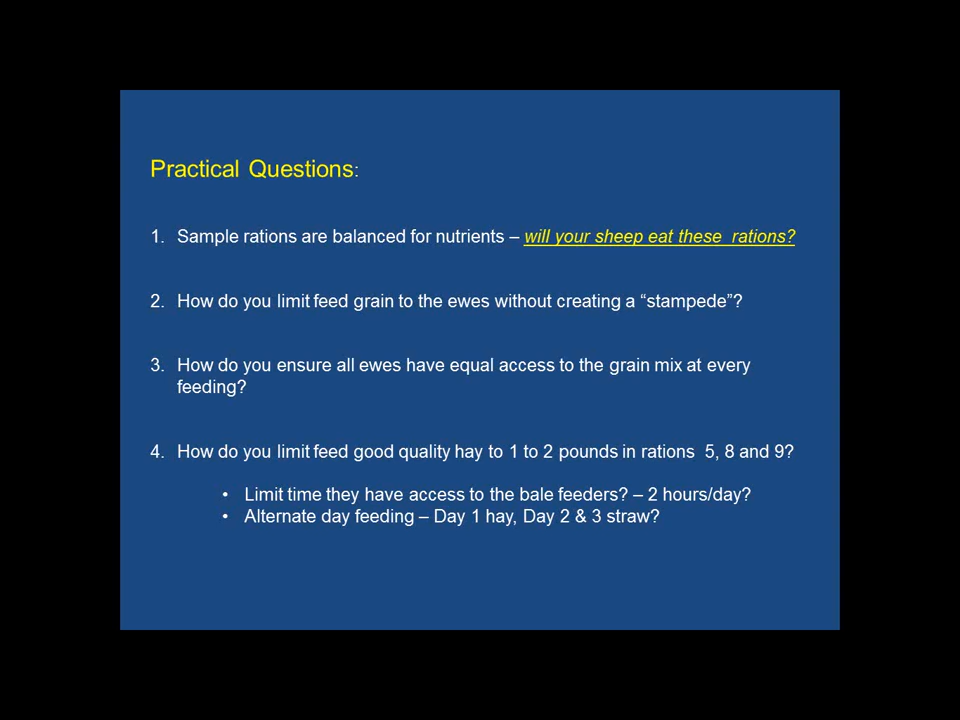 Practical Questions:
1. Sample rations are balanced for nutrients – will your sheep eat these  rations?
2. How do you limit feed grain to the ewes without creating a “stampede”?
3. How do you ensure all ewes have equal access to the grain mix at every
feeding?
4. How do you limit feed good quality hay to 1 to 2 pounds in rations  5, 8 and 9?
• Limit time they have access to the bale feeders? – 2 hours/day?
• Alternate day feeding – Day 1 hay, Day 2 & 3 straw?